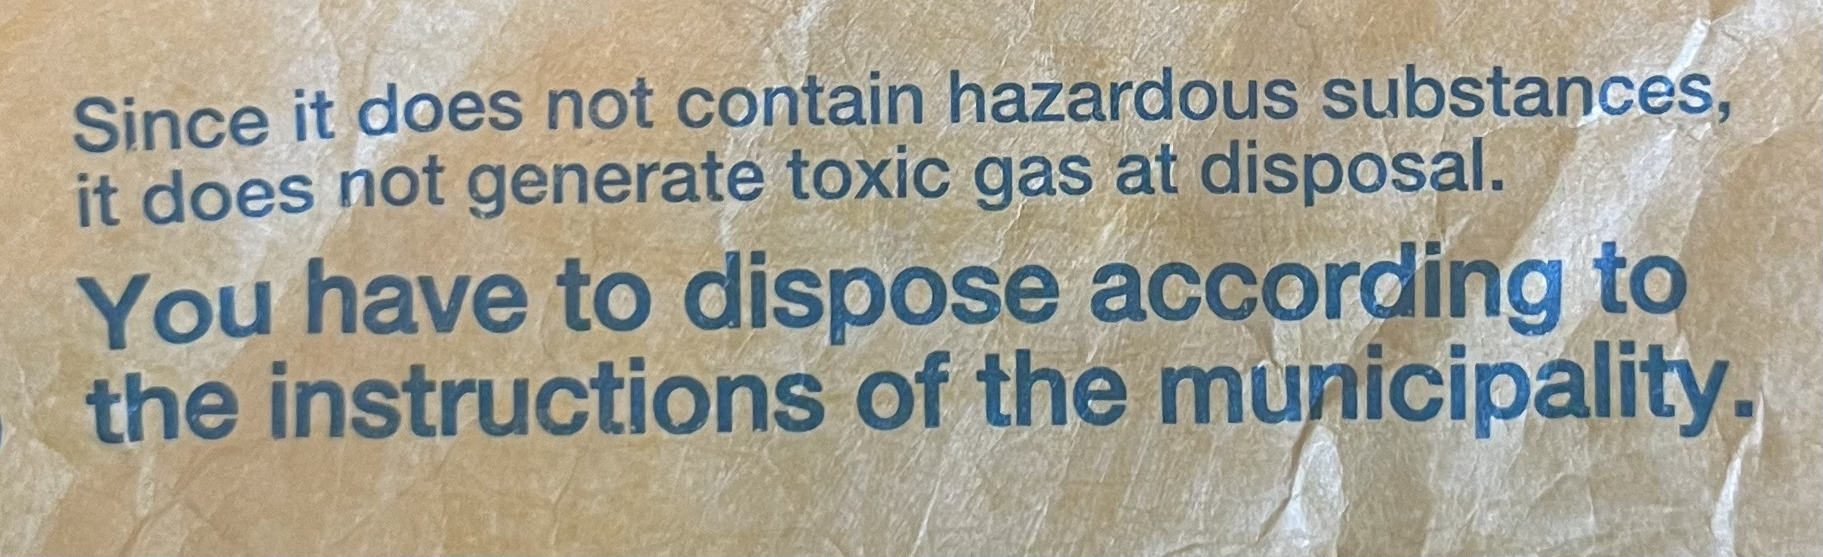 Since it does not contain hazardous substances,
it does not generate toxic gas at disposal.
You have to dispose according to
the instructions of the municipality.